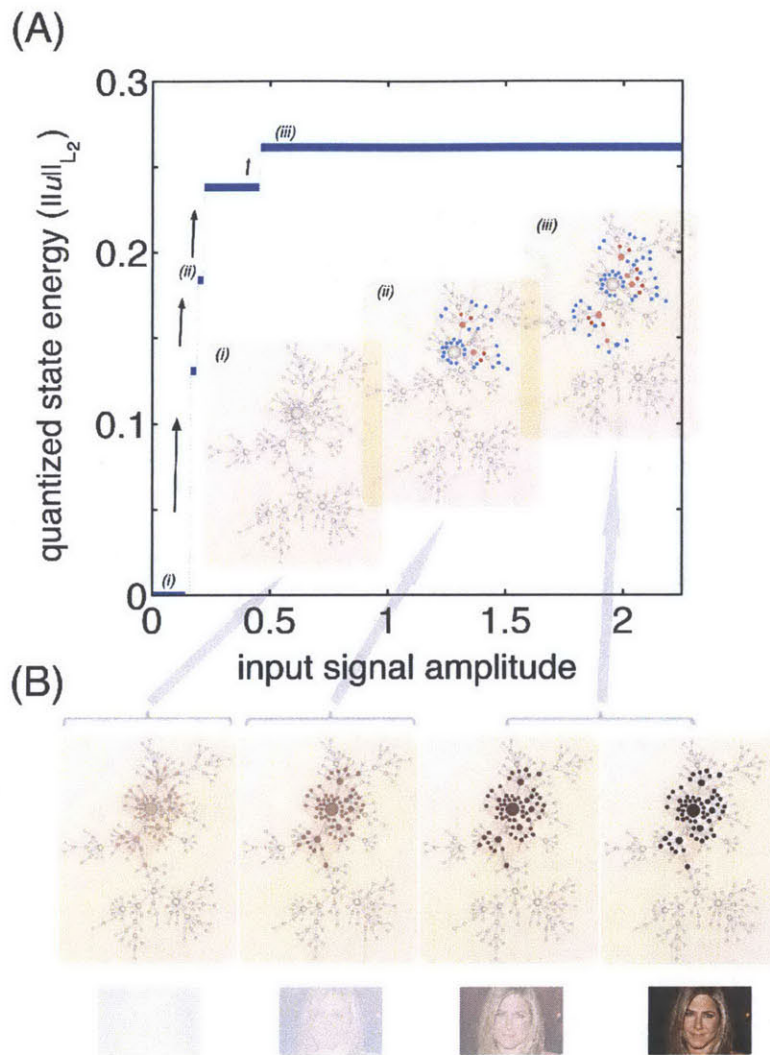 (A)
0.3
(iii)
(iii)
(ii)
0.2
(ii)
(i)
0.1
(i)
0
0
0.5
1
1.5
2
quantized state energy (||u||L2)
input signal amplitude
(B)